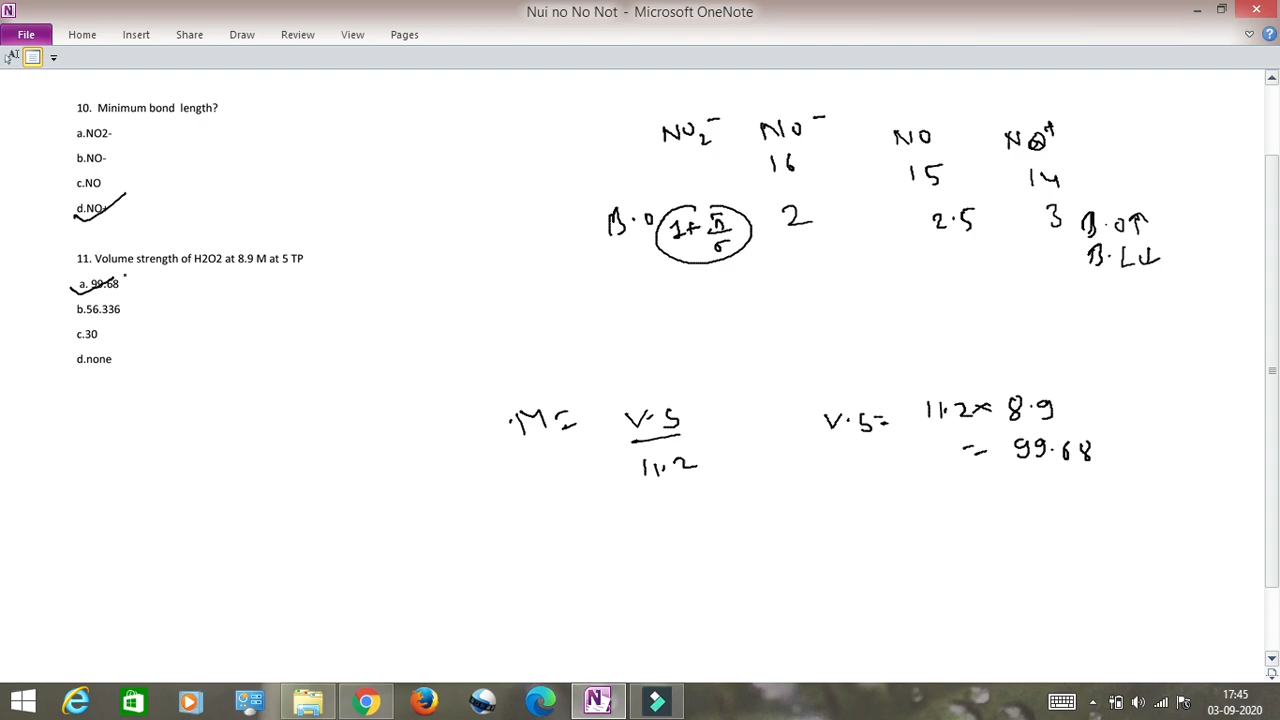 Nui no No Not - Microsoft OneNote
File Home Insert Share Draw Review View Pages
10. Minimum bond length?
a.NO2-
b.NO-
c.NO
d.NO+
11. Volume strength of H2O2 at 8.9 M at 5 TP
a. 99.68
b.56.336
c.30
d.none
NO2- NO- NO NO+
16 15 14
B.O 1+ π/σ 2 2.5 3 B.O↑
B.L↓
M = V.S / 11.2
V.S = 11.2 × 8.9
= 99.68
17:45
03-09-2020